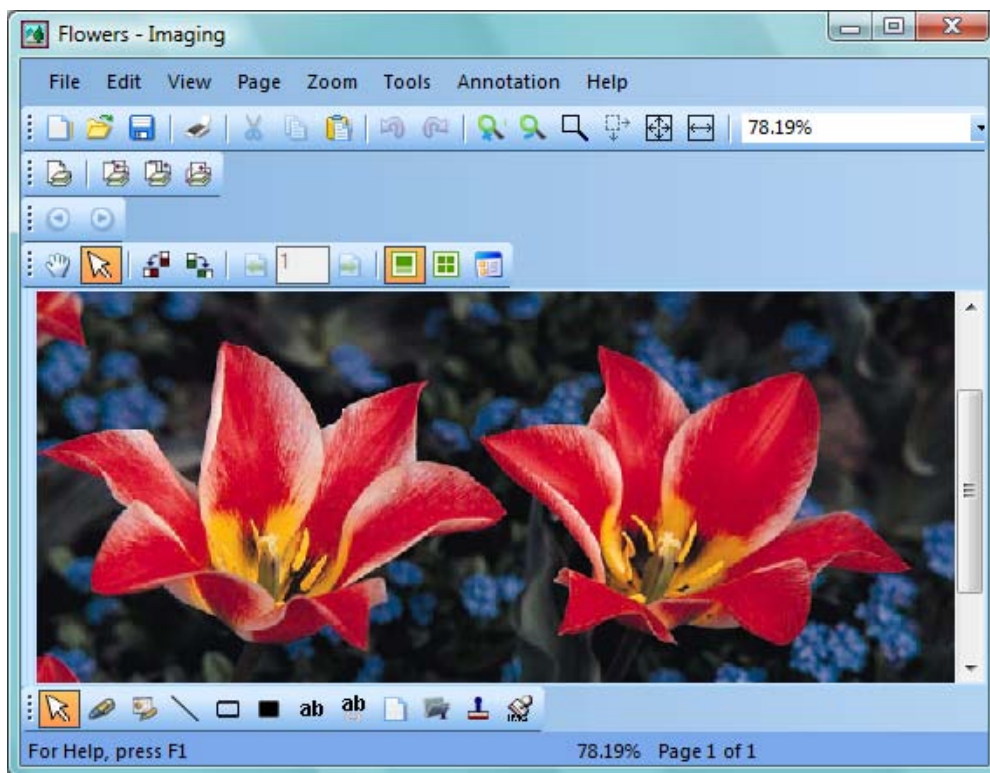 Flowers - Imaging
File Edit View Page Zoom Tools Annotation Help
78.19%
1
ab ab
IMG
For Help, press F1 78.19% Page 1 of 1